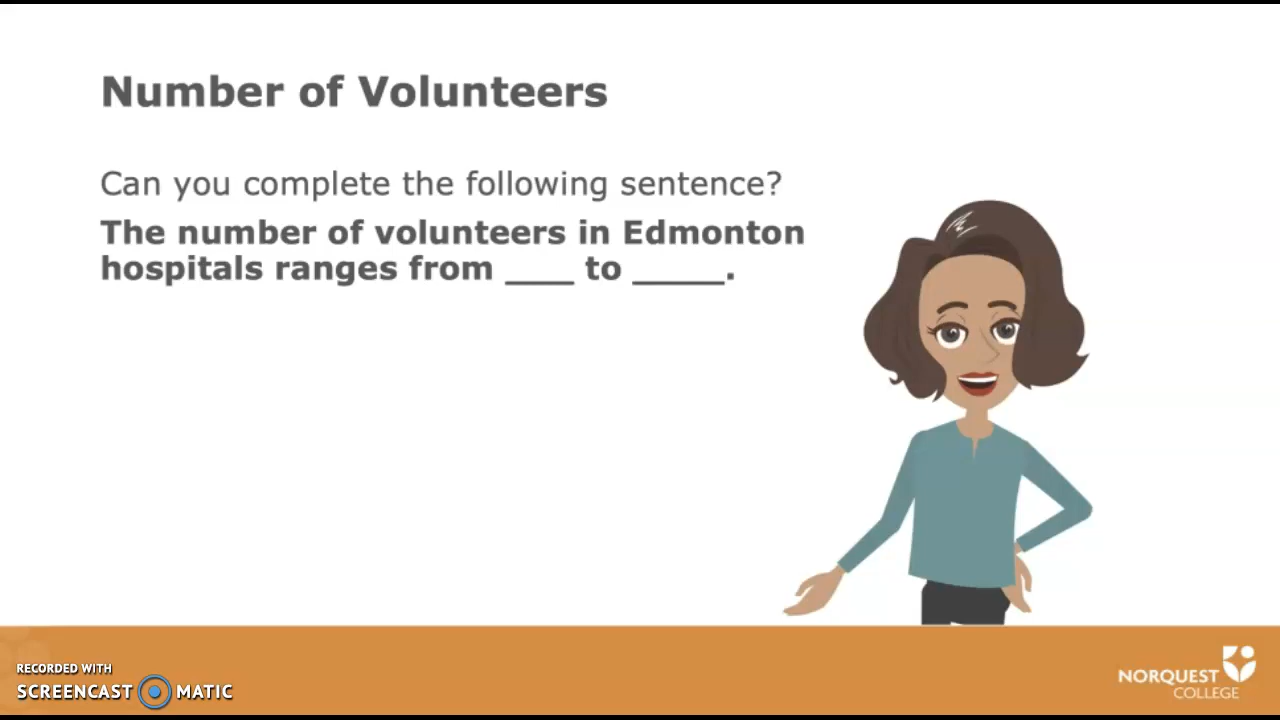 Number of Volunteers
Can you complete the following sentence?
The number of volunteers in Edmonton
hospitals ranges from ____ to _____.
RECORDED WITH
SCREENCAST MATIC
NORQUEST
COLLEGE